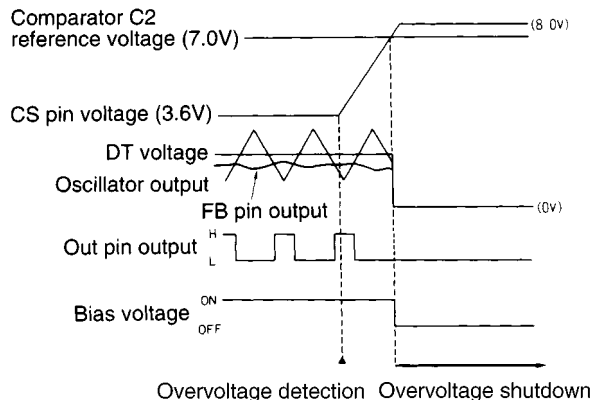 Comparator C2
reference voltage (7.0V)
(8.0V)
CS pin voltage (3.6V)
DT voltage
Oscillator output
FB pin output
(0V)
Out pin output
H
L
Bias voltage
ON
OFF
Overvoltage detection
Overvoltage shutdown